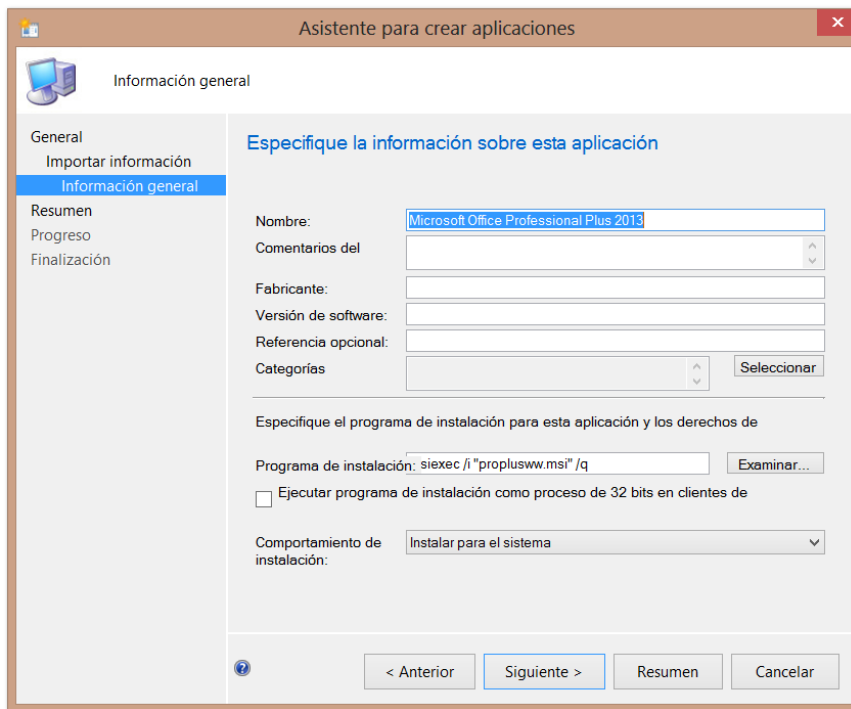 Asistente para crear aplicaciones
Información general
General
Importar información
Información general
Resumen
Progreso
Finalización
Especifique la información sobre esta aplicación
Nombre: Microsoft Office Professional Plus 2013
Comentarios del
Fabricante:
Versión de software:
Referencia opcional:
Categorías Seleccionar
Especifique el programa de instalación para esta aplicación y los derechos de
Programa de instalación: siexec /i "proplusww.msi" /q Examinar...
Ejecutar programa de instalación como proceso de 32 bits en clientes de
Comportamiento de Instalar para el sistema
instalación:
< Anterior Siguiente > Resumen Cancelar